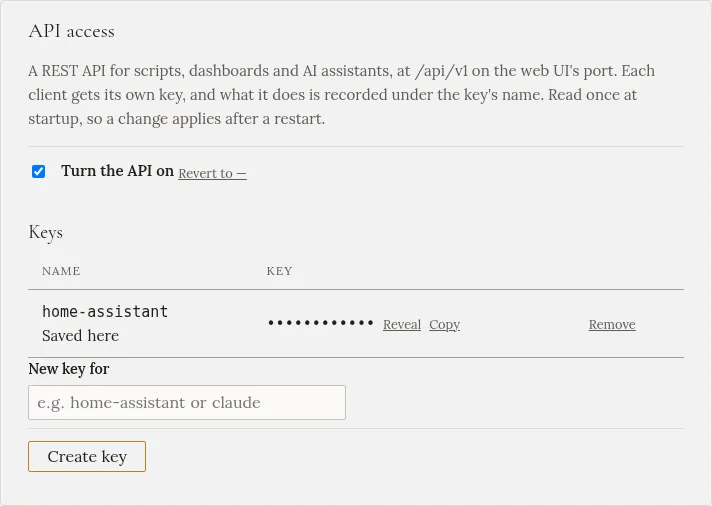 API access
A REST API for scripts, dashboards and AI assistants, at /api/v1 on the web UI's port. Each
client gets its own key, and what it does is recorded under the key's name. Read once at
startup, so a change applies after a restart.
Turn the API on Revert to —
Keys
NAME KEY
home-assistant
Saved here
•••••••••••• Reveal Copy Remove
New key for
e.g. home-assistant or claude
Create key